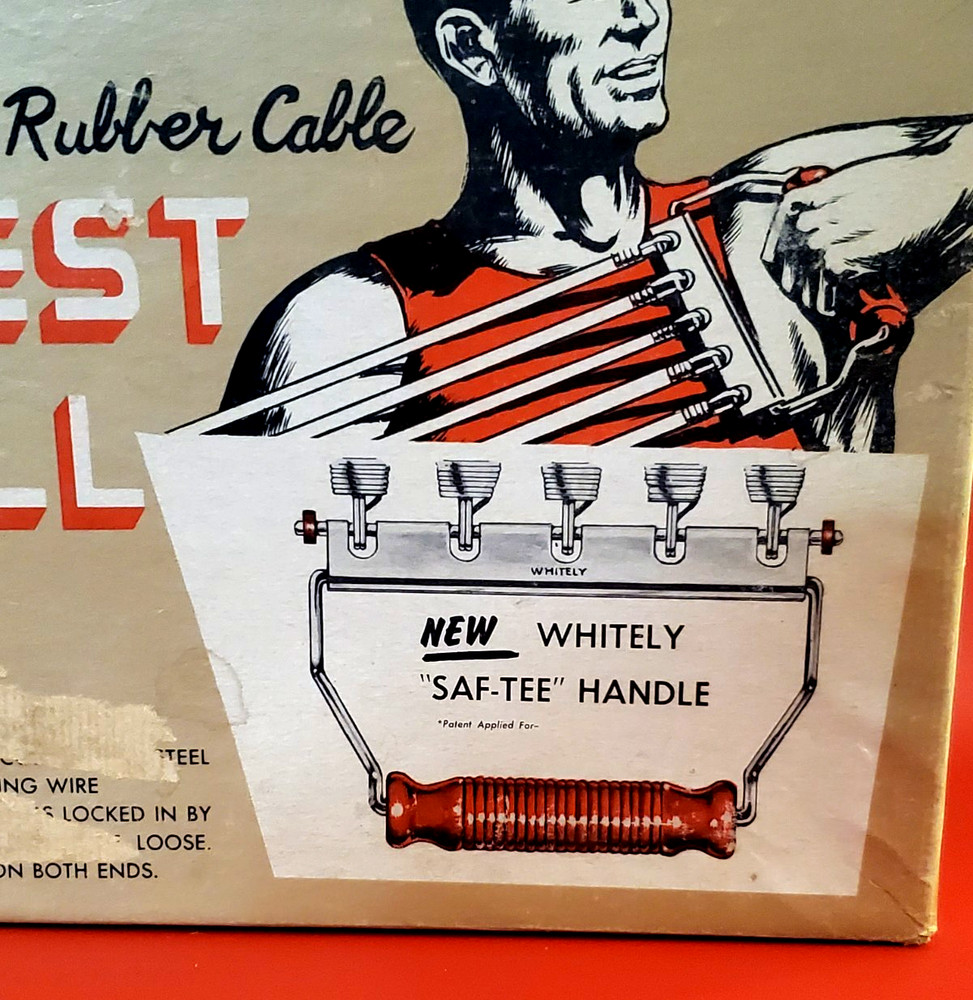 Rubber Cable
EST
LL
WHITELY
NEW WHITELY
"SAF-TEE" HANDLE
*Patent Applied For-
STEEL
ING WIRE
LOCKED IN BY
LOOSE.
ON BOTH ENDS.